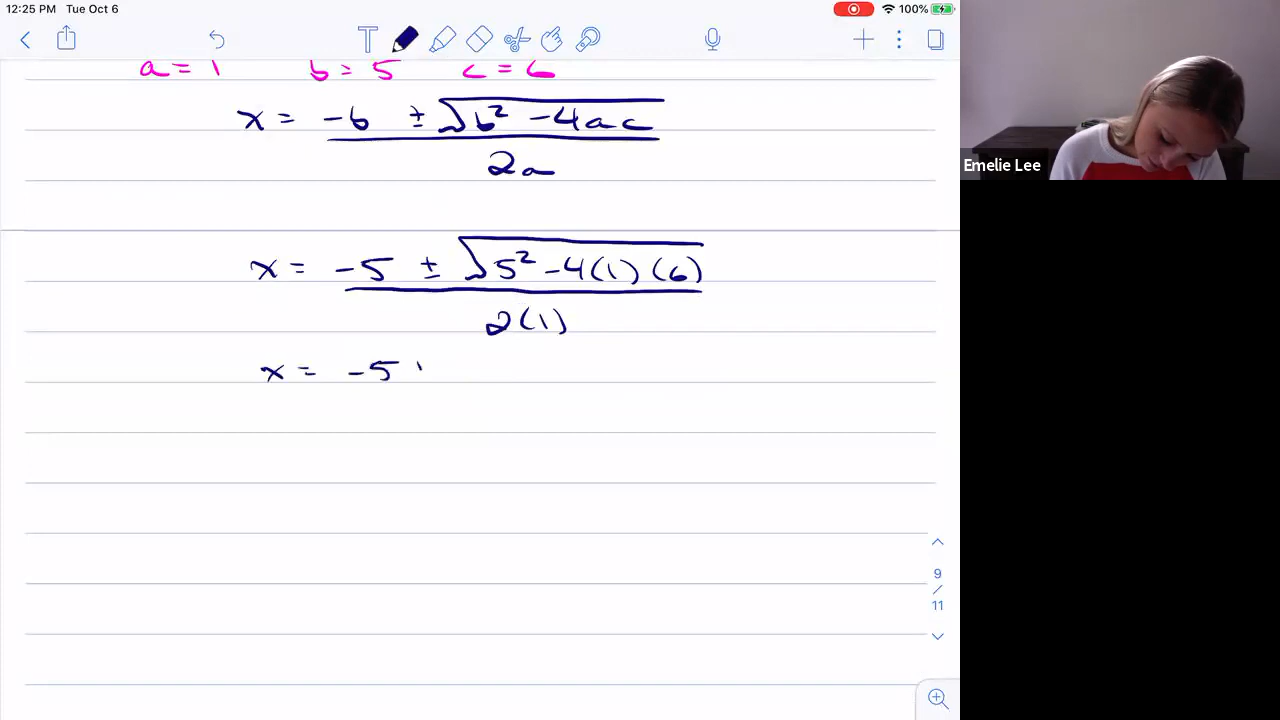 12:25 PM Tue Oct 6 100%
a = 1 b = 5 c = 6
x = -b ± √b² - 4ac
2a
Emelie Lee
x = -5 ± √5² - 4(1)(6)
2(1)
x = -5
9
/
11